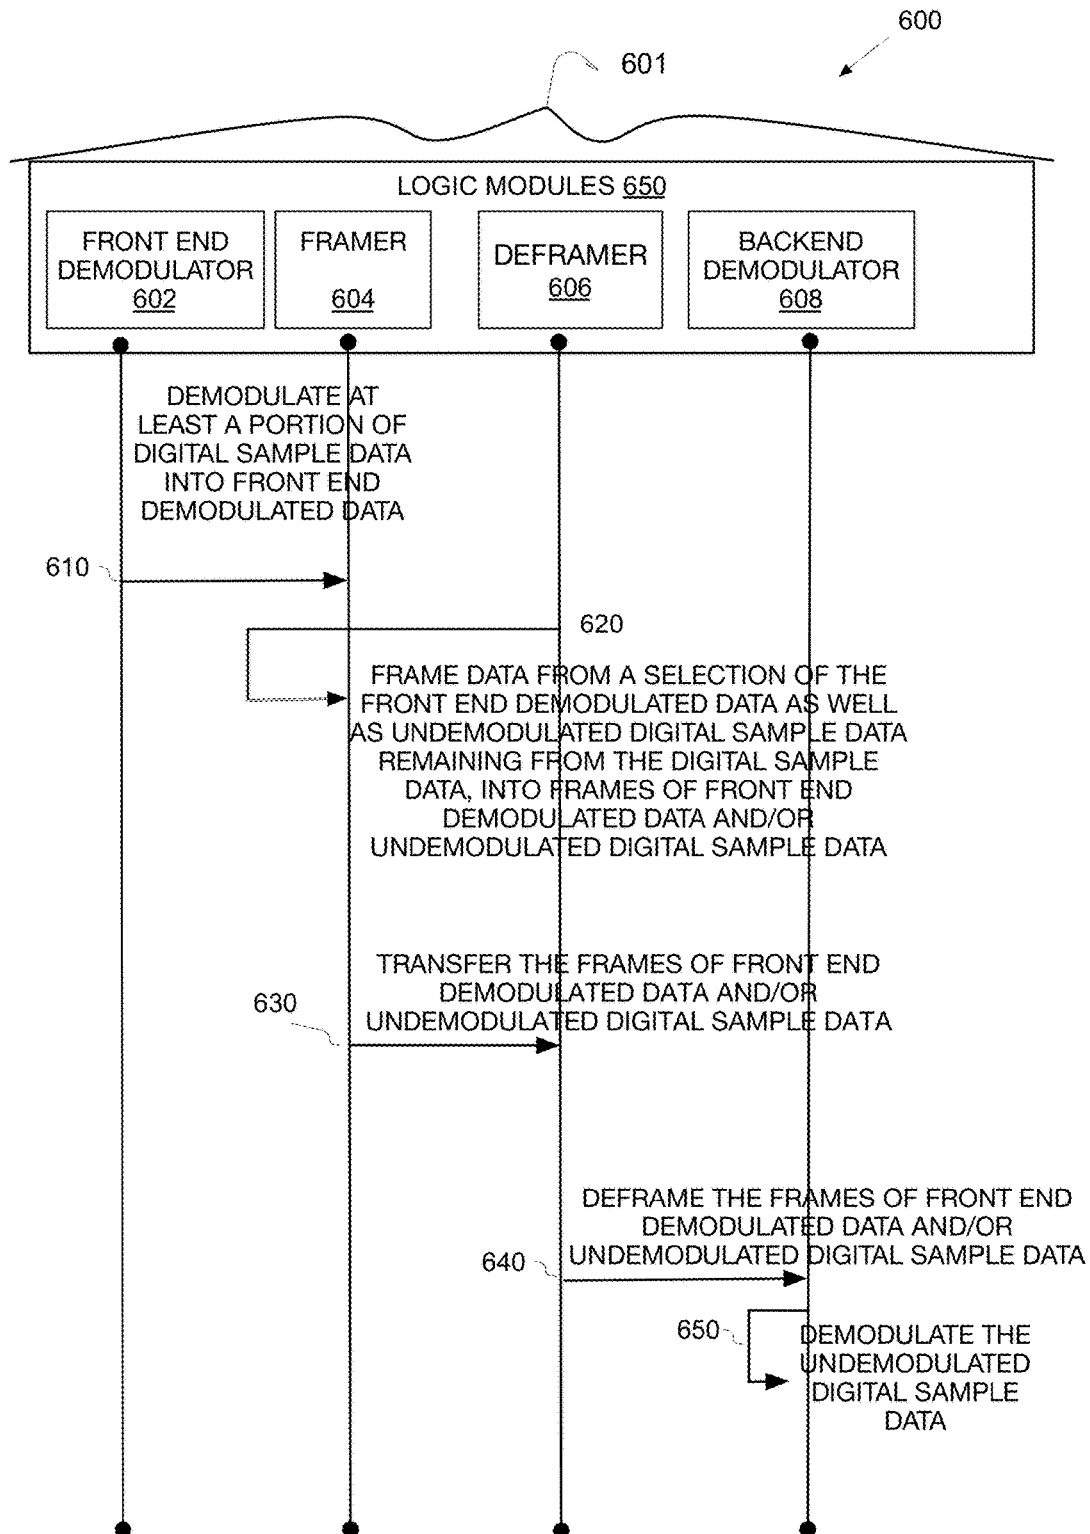 600
601
LOGIC MODULES 650
FRONT END
DEMODULATOR
602
FRAMER
604
DEFRAMER
606
BACKEND
DEMODULATOR
608
DEMODULATE AT
LEAST A PORTION OF
DIGITAL SAMPLE DATA
INTO FRONT END
DEMODULATED DATA
610
620
FRAME DATA FROM A SELECTION OF THE
FRONT END DEMODULATED DATA AS WELL
AS UNDEMODULATED DIGITAL SAMPLE DATA
REMAINING FROM THE DIGITAL SAMPLE
DATA, INTO FRAMES OF FRONT END
DEMODULATED DATA AND/OR
UNDEMODULATED DIGITAL SAMPLE DATA
TRANSFER THE FRAMES OF FRONT END
DEMODULATED DATA AND/OR
UNDEMODULATED DIGITAL SAMPLE DATA
630
DEFRAME THE FRAMES OF FRONT END
DEMODULATED DATA AND/OR
UNDEMODULATED DIGITAL SAMPLE DATA
640
650
DEMODULATE THE
UNDEMODULATED
DIGITAL SAMPLE
DATA